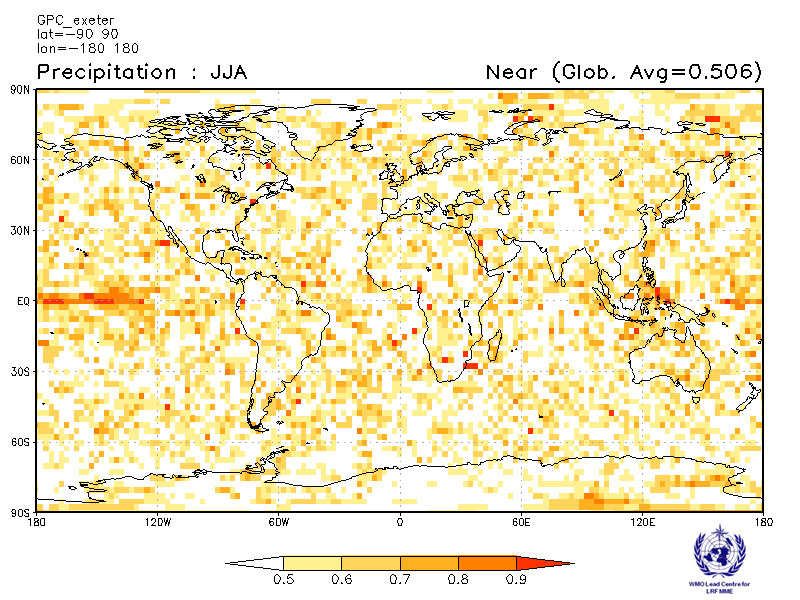 GPC_exeter
lat=-90 90
lon=-180 180
Precipitation : JJA
Near (Glob. Avg=0.506)
90N
60N
30N
EQ
30S
60S
90S
180 120W 60W 0 60E 120E 180
0.5 0.6 0.7 0.8 0.9
WMO Lead Centre for
LRF MME